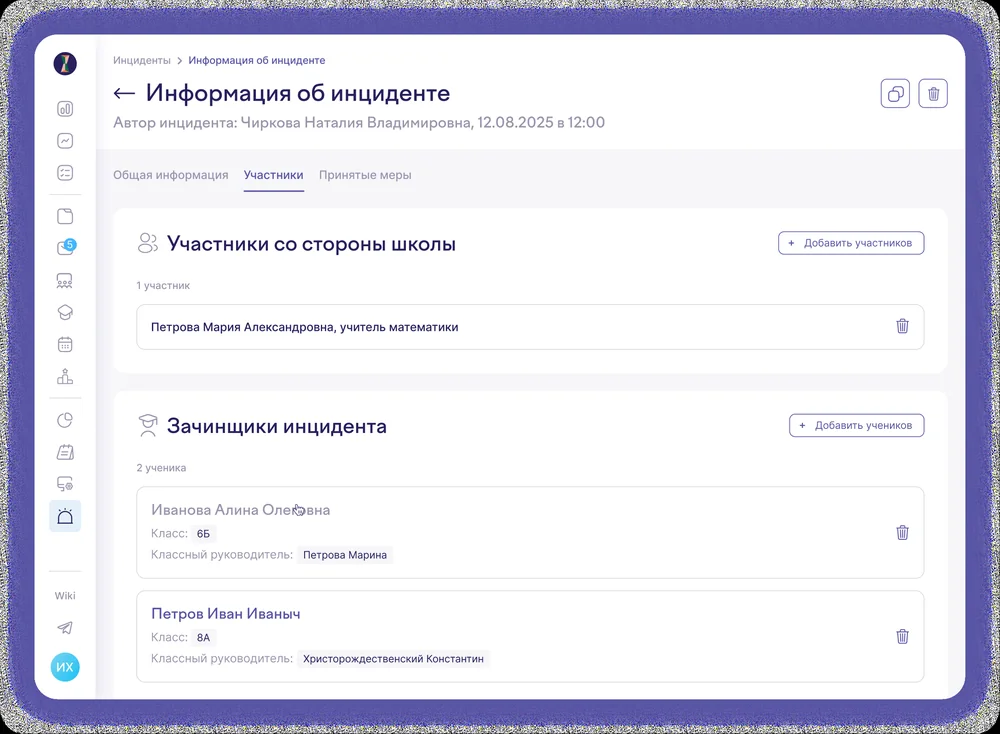 Инциденты > Информация об инциденте
← Информация об инциденте
Автор инцидента: Чиркова Наталия Владимировна, 12.08.2025 в 12:00
Общая информация Участники Принятые меры
5
Участники со стороны школы
+ Добавить участников
1 участник
Петрова Мария Александровна, учитель математики
Зачинщики инцидента
+ Добавить учеников
2 ученика
Иванова Алина Олеговна
Класс: 6Б
Классный руководитель: Петрова Марина
Петров Иван Иваныч
Класс: 8А
Классный руководитель: Христорождественский Константин
Wiki
ИХ